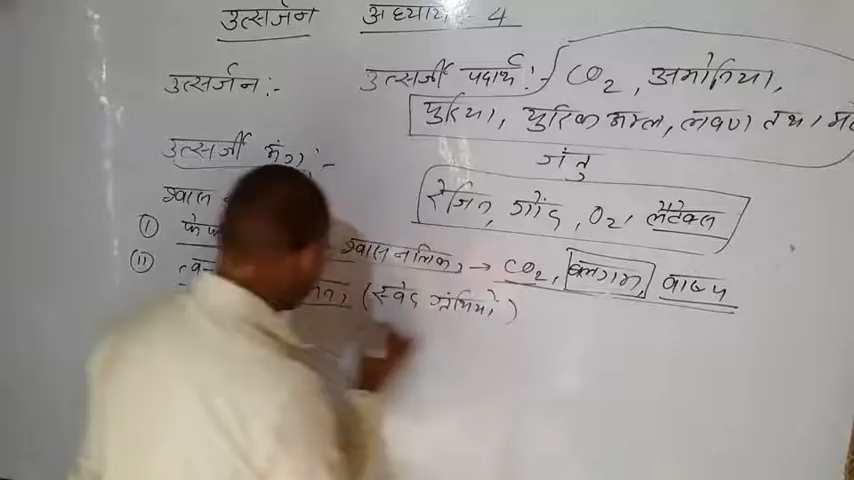 उत्सर्जन अध्याय - 4
उत्सर्जन :- उत्सर्जी पदार्थ :- CO2, अमोनिया,
युरिया, युरिक अम्ल, लवण तथा
उत्सर्जी अंग :- जंतु
श्वास
रेजिन, गोंद, O2, लैटेक्स
(I) श्वास नलिका, → CO2, बलगम, वाष्प
(II) (स्वेद ग्रंथियों)